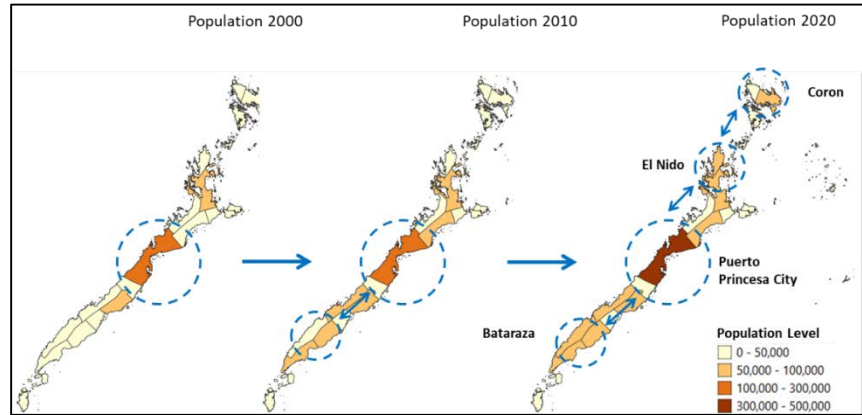 Population 2000
Population 2010
Population 2020
Coron
El Nido
Puerto
Princesa City
Bataraza
Population Level
0 - 50,000
50,000 - 100,000
100,000 - 300,000
300,000 - 500,000